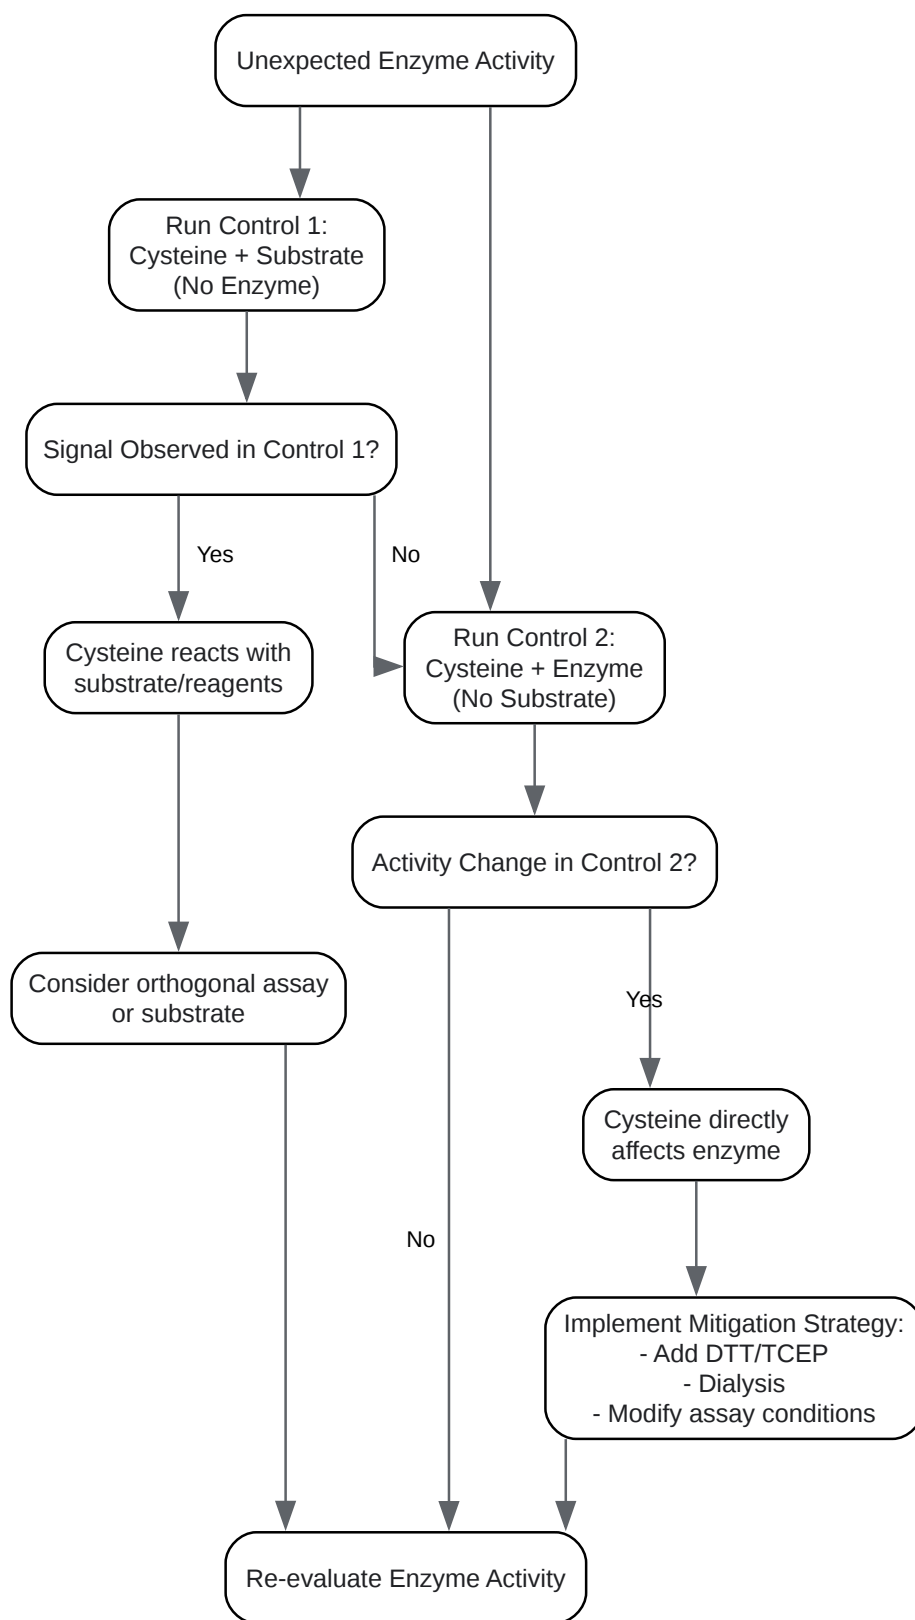 Unexpected Enzyme Activity
Run Control 1:
Cysteine + Substrate
(No Enzyme)
Signal Observed in Control 1?
Yes
No
Cysteine reacts with
substrate/reagents
Run Control 2:
Cysteine + Enzyme
(No Substrate)
Activity Change in Control 2?
Consider orthogonal assay
or substrate
Yes
Cysteine directly
affects enzyme
No
Implement Mitigation Strategy:
- Add DTT/TCEP
- Dialysis
- Modify assay conditions
Re-evaluate Enzyme Activity